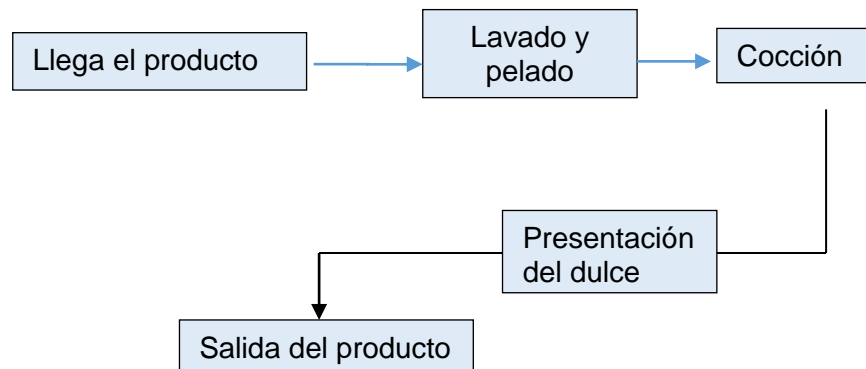 Llega el producto
Lavado y
pelado
Cocción
Presentación
del dulce
Salida del producto